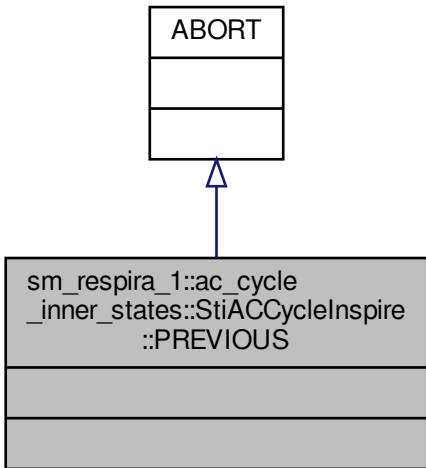 ABORT
sm_respira_1::ac_cycle
_inner_states::StiACCycleInspire
::PREVIOUS